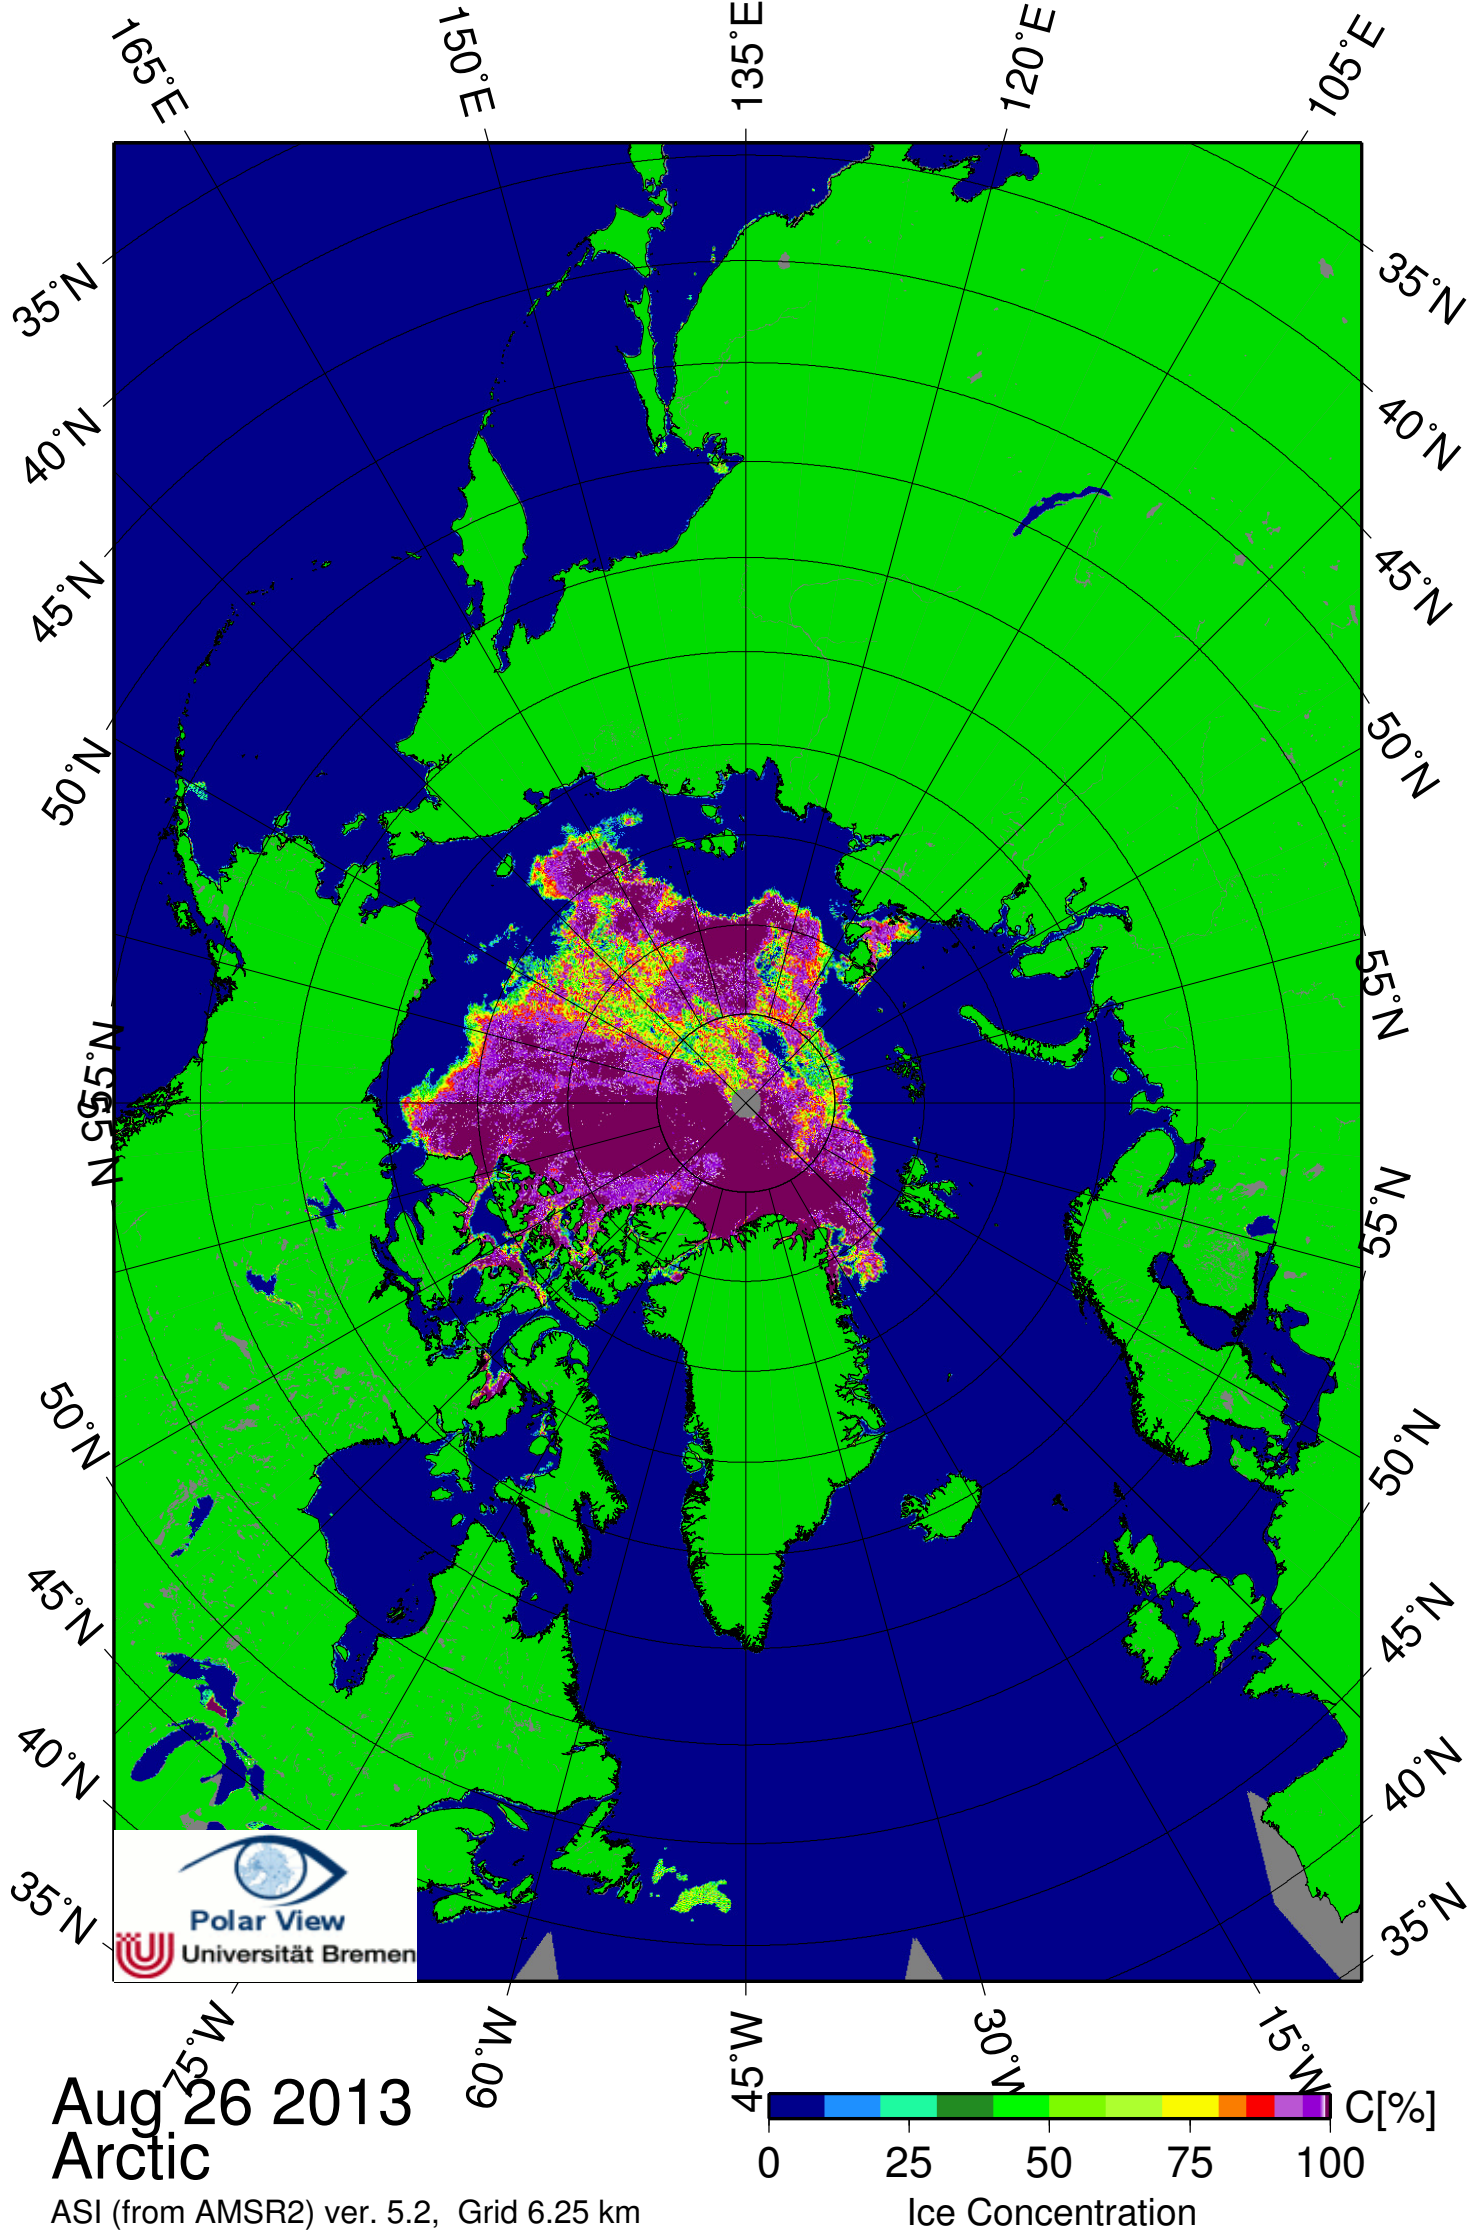 165°E 150°E 135°E 120°E 105°E
35°N 35°N
40°N 40°N
45°N 45°N
50°N 50°N
55°N 55°N
55°N 55°N
50°N 50°N
45°N 45°N
40°N 40°N
35°N 35°N
Polar View
Universität Bremen
75°W 60°W 45°W 30°W 15°W
Aug 26 2013
Arctic
ASI (from AMSR2) ver. 5.2, Grid 6.25 km
C[%]
0 25 50 75 100
Ice Concentration